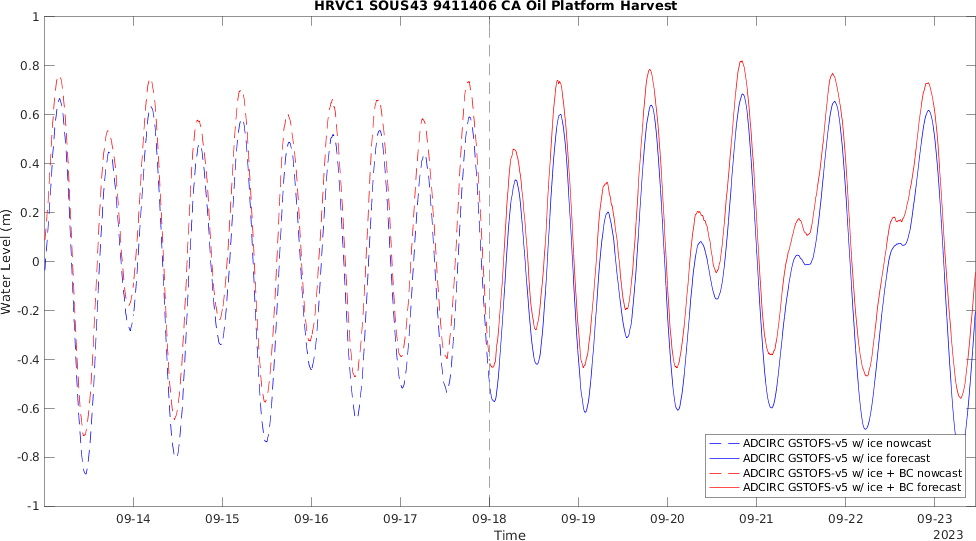 HRVC1 SOUS43 9411406 CA Oil Platform Harvest
1
0.8
0.6
0.4
0.2
0
-0.2
-0.4
-0.6
-0.8
-1
Water Level (m)
09-14 09-15 09-16 09-17 09-18 09-19 09-20 09-21 09-22 09-23
2023
Time
ADCIRC GSTOFS-v5 w/ ice nowcast
ADCIRC GSTOFS-v5 w/ ice forecast
ADCIRC GSTOFS-v5 w/ ice + BC nowcast
ADCIRC GSTOFS-v5 w/ ice + BC forecast